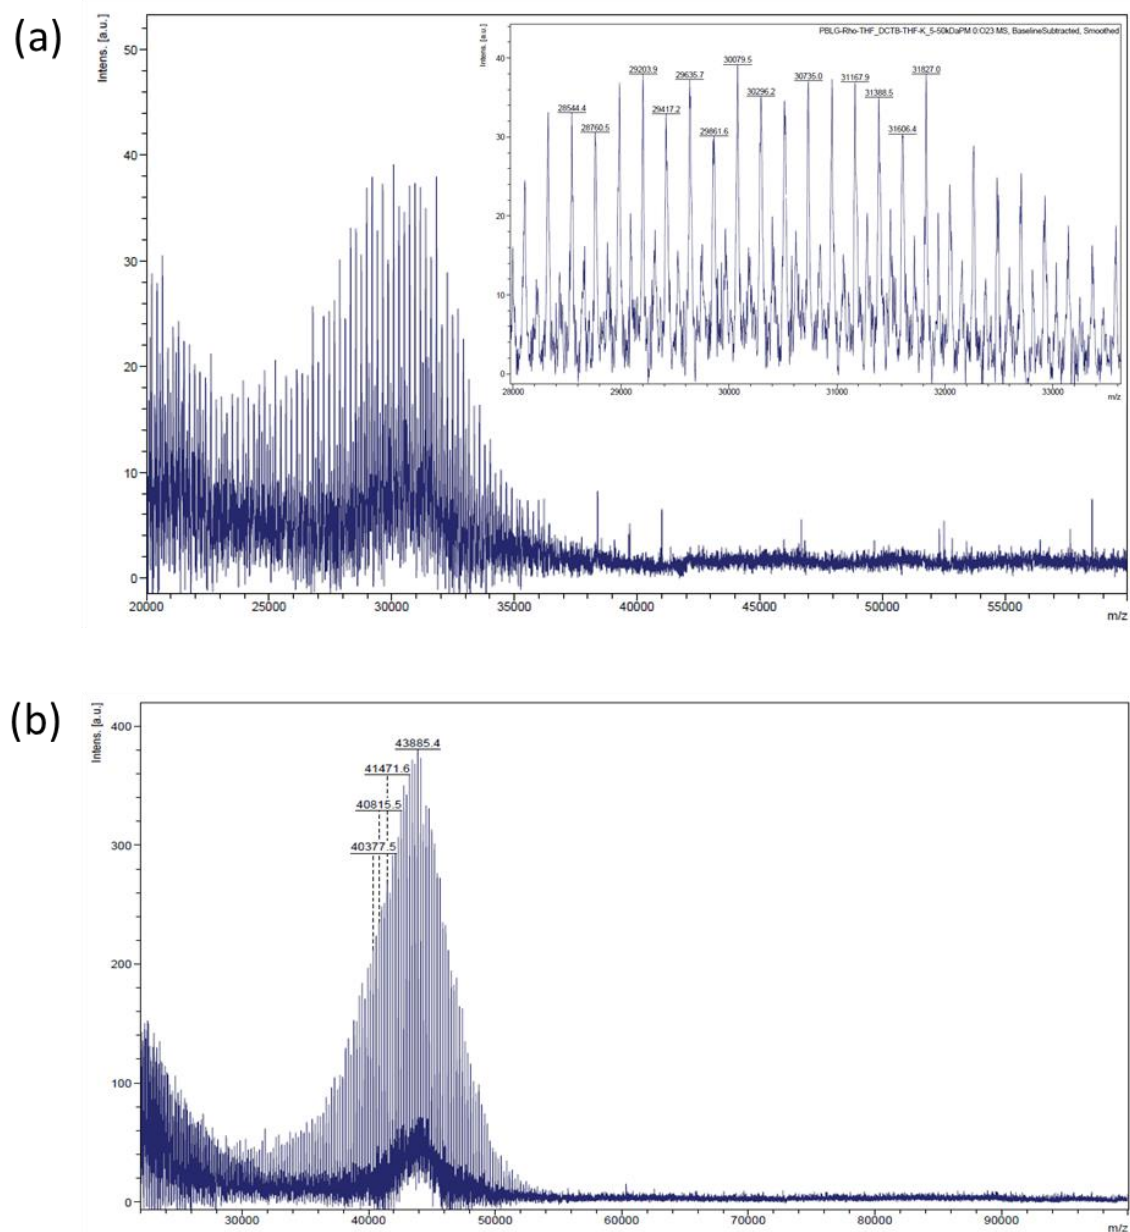 (a)
Intens. [a.u.]
50
40
30
20
10
0
20000 25000 30000 35000 40000 45000 50000 55000
m/z
PBLG-Rho-THF_DCTB-THF-K_5-50kDaPM 0:O23 MS, BaselineSubtracted, Smoothed
Intens. [a.u.]
40
30
20
10
0
28544.4
28760.5
29203.9
29417.2
29635.7
29861.6
30079.5
30296.2
30735.0
31167.9
31388.5
31606.4
31827.0
28000 29000 30000 31000 32000 33000
m/z
(b)
Intens. [a.u.]
400
300
200
100
0
43885.4
41471.6
40815.5
40377.5
30000 40000 50000 60000 70000 80000 90000
m/z